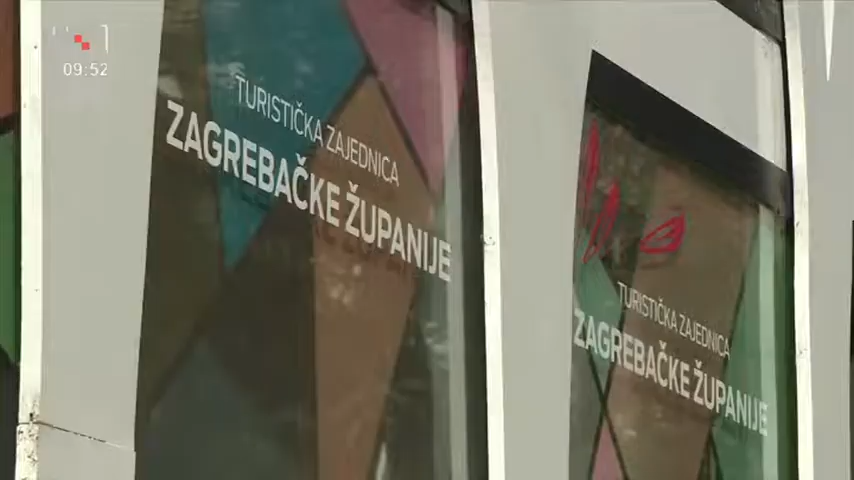 09:52
TURISTIČKA ZAJEDNICA
ZAGREBAČKE ŽUPANIJE
TURISTIČKA ZAJEDNICA
ZAGREBAČKE ŽUPANIJE